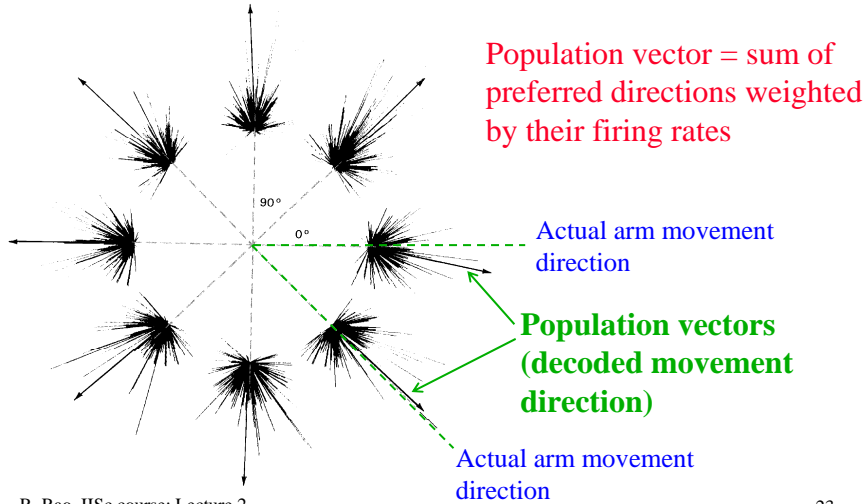 Population vector = sum of
preferred directions weighted
by their firing rates
90°
0°
Actual arm movement
direction
Population vectors
(decoded movement
direction)
Actual arm movement
direction